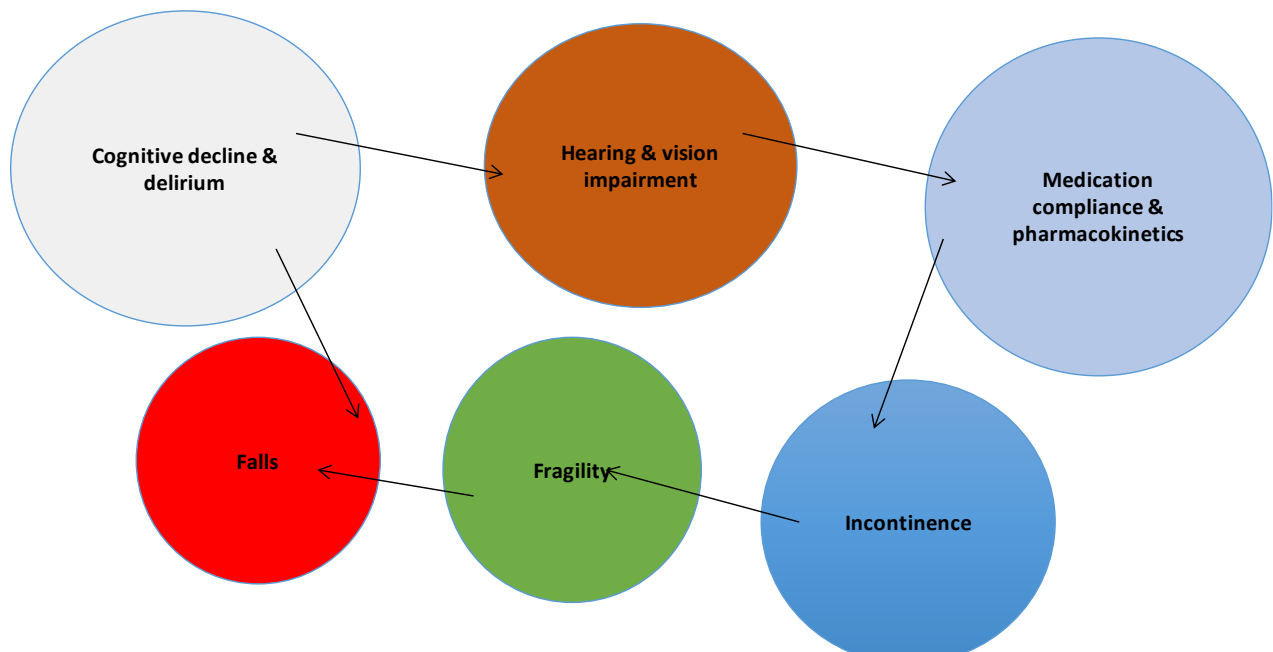 Cognitive decline &
delirium
Hearing & vision
impairment
Medication
compliance &
pharmacokinetics
Falls
Fragility
Incontinence